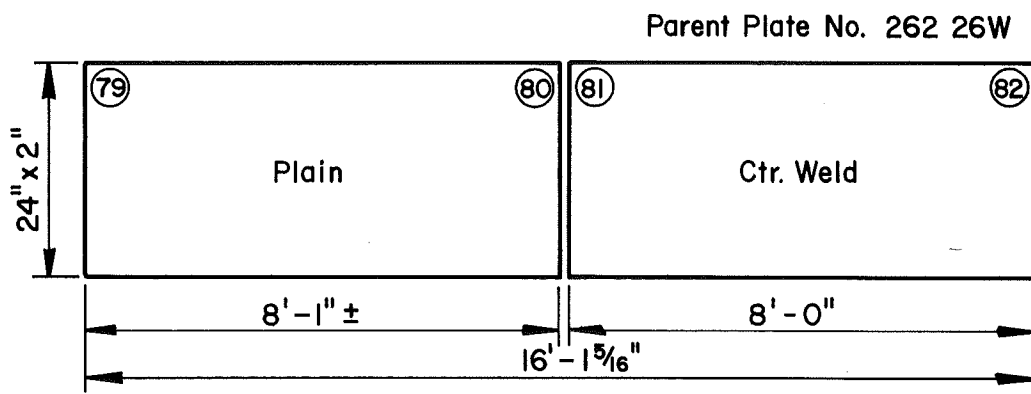 Parent Plate No. 262 26W
79 80 81 82
24" x 2"
Plain
Ctr. Weld
8'-1" ±
8'-0"
16'-1 5/16"